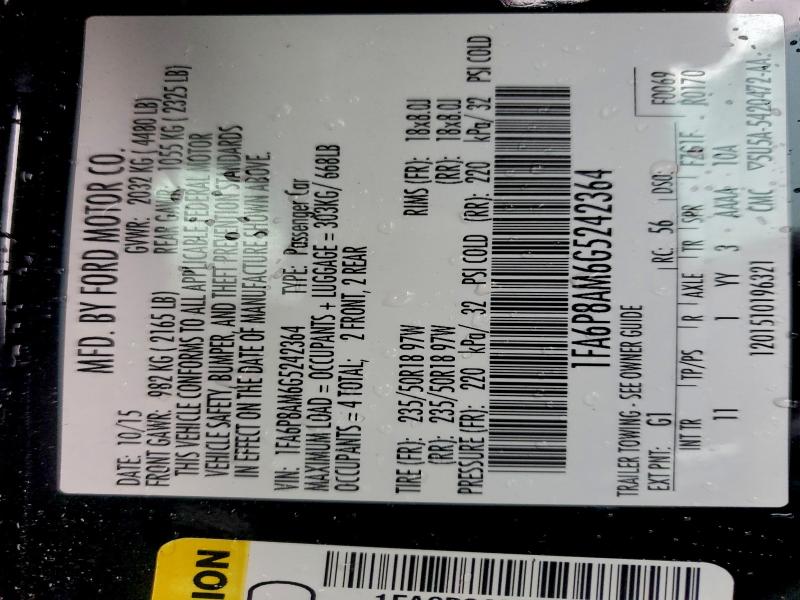 MFD. BY FORD MOTOR CO.
DATE: 10/15 GVWR: 2032 KG ( 4480 LB)
FRONT GAWR: 982 KG ( 2165 LB) REAR GAWR: 1055 KG ( 2325 LB)
THIS VEHICLE CONFORMS TO ALL APPLICABLE FEDERAL MOTOR
VEHICLE SAFETY, BUMPER, AND THEFT PREVENTION STANDARDS
IN EFFECT ON THE DATE OF MANUFACTURE SHOWN ABOVE.
VIN: 1FA6P8AM6G5242364 TYPE: Passenger Car
MAXIMUM LOAD = OCCUPANTS + LUGGAGE = 303KG/ 668LB
OCCUPANTS = 4 TOTAL; 2 FRONT, 2 REAR
TIRE (FR): 235/50R18 97W RIMS (FR): 18x8.0J
(RR): 235/50R18 97W (RR): 18x8.0J
PRESSURE (FR): 220 kPa/ 32 PSI COLD (RR): 220 kPa/ 32 PSI COLD
1FA6P8AM6G5242364
TRAILER TOWING - SEE OWNER GUIDE F0069
EXT PNT: G1 RC: 56 DSO: R0170
INT TR TP/PS R AXLE TR SPR
11 1 YY 3 AAAA 10A
1201510196321 CMC ▽5U5A-5420472-AA
ION